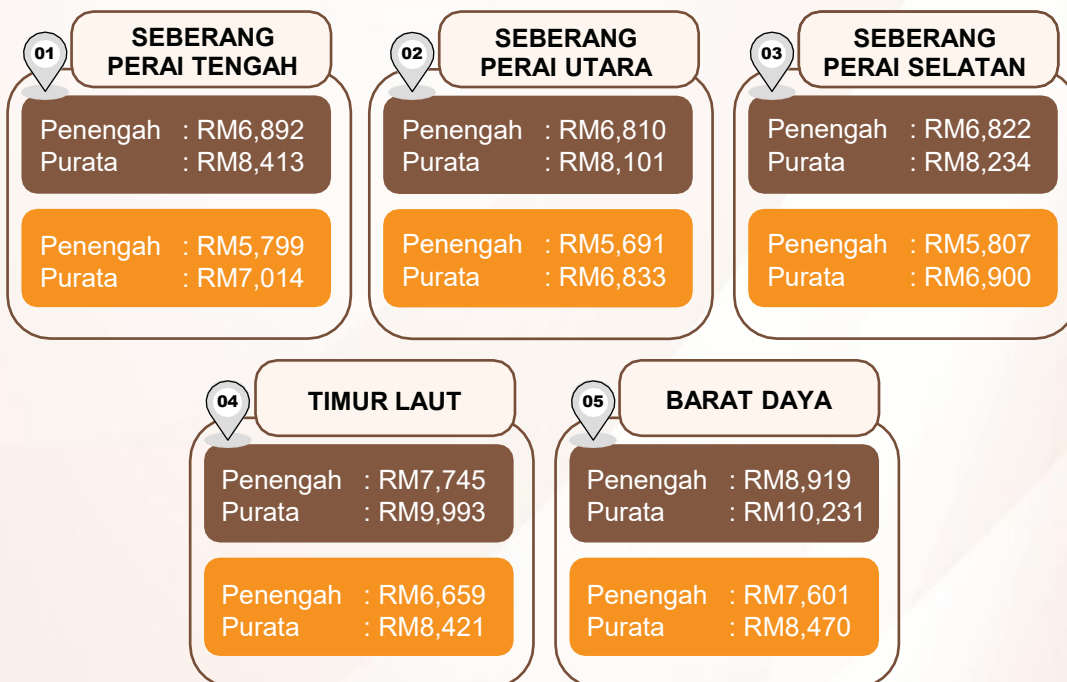 01
SEBERANG
PERAI TENGAH
Penengah : RM6,892
Purata : RM8,413
Penengah : RM5,799
Purata : RM7,014
02
SEBERANG
PERAI UTARA
Penengah : RM6,810
Purata : RM8,101
Penengah : RM5,691
Purata : RM6,833
03
SEBERANG
PERAI SELATAN
Penengah : RM6,822
Purata : RM8,234
Penengah : RM5,807
Purata : RM6,900
04
TIMUR LAUT
Penengah : RM7,745
Purata : RM9,993
Penengah : RM6,659
Purata : RM8,421
05
BARAT DAYA
Penengah : RM8,919
Purata : RM10,231
Penengah : RM7,601
Purata : RM8,470